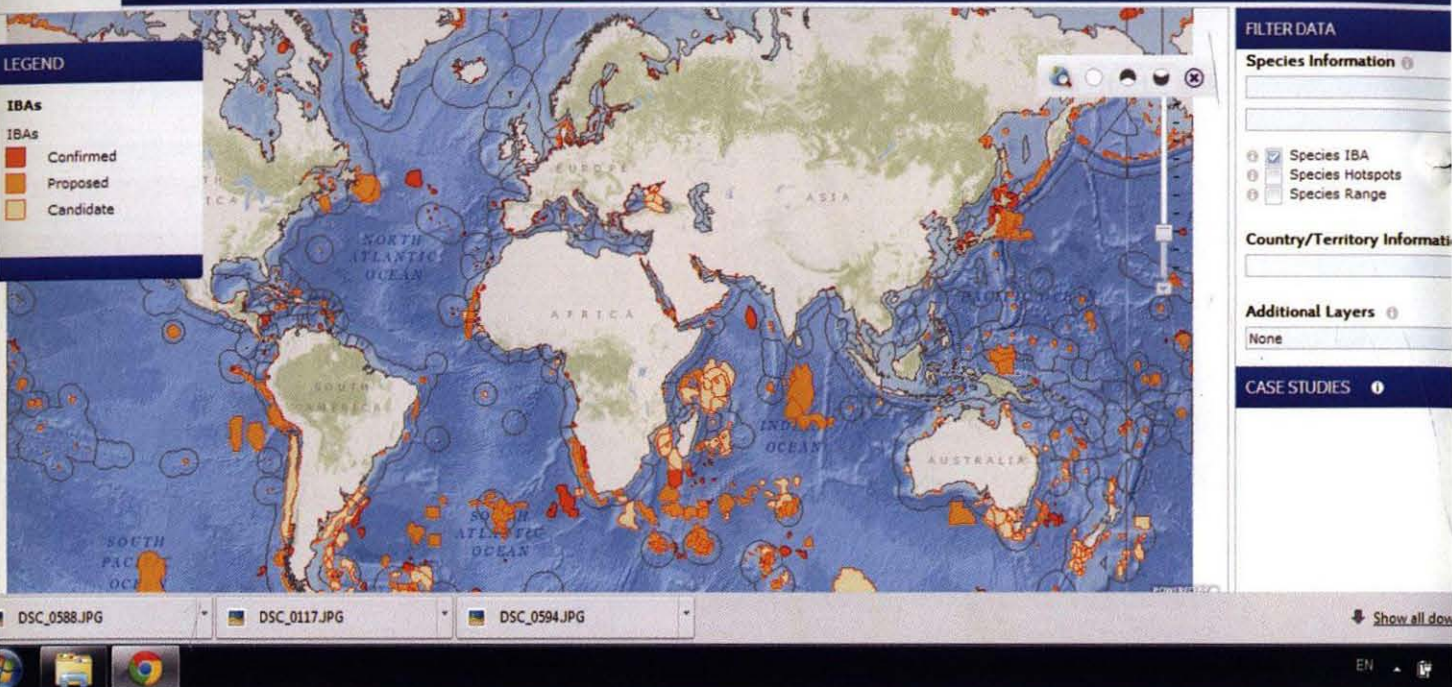 LEGEND
IBAs
IBAs
Confirmed
Proposed
Candidate
NORTH
ATLANTIC
OCEAN
EUROPE
ASIA
AFRICA
SOUTH
AMERICA
INDIAN
OCEAN
AUSTRALIA
SOUTH
ATLANTIC
OCEAN
SOUTH
FILTER DATA
Species Information
Species IBA
Species Hotspots
Species Range
Country/Territory Informati
Additional Layers
None
CASE STUDIES
DSC_0588.JPG
DSC_0117.JPG
DSC_0594.JPG
Show all dow
EN